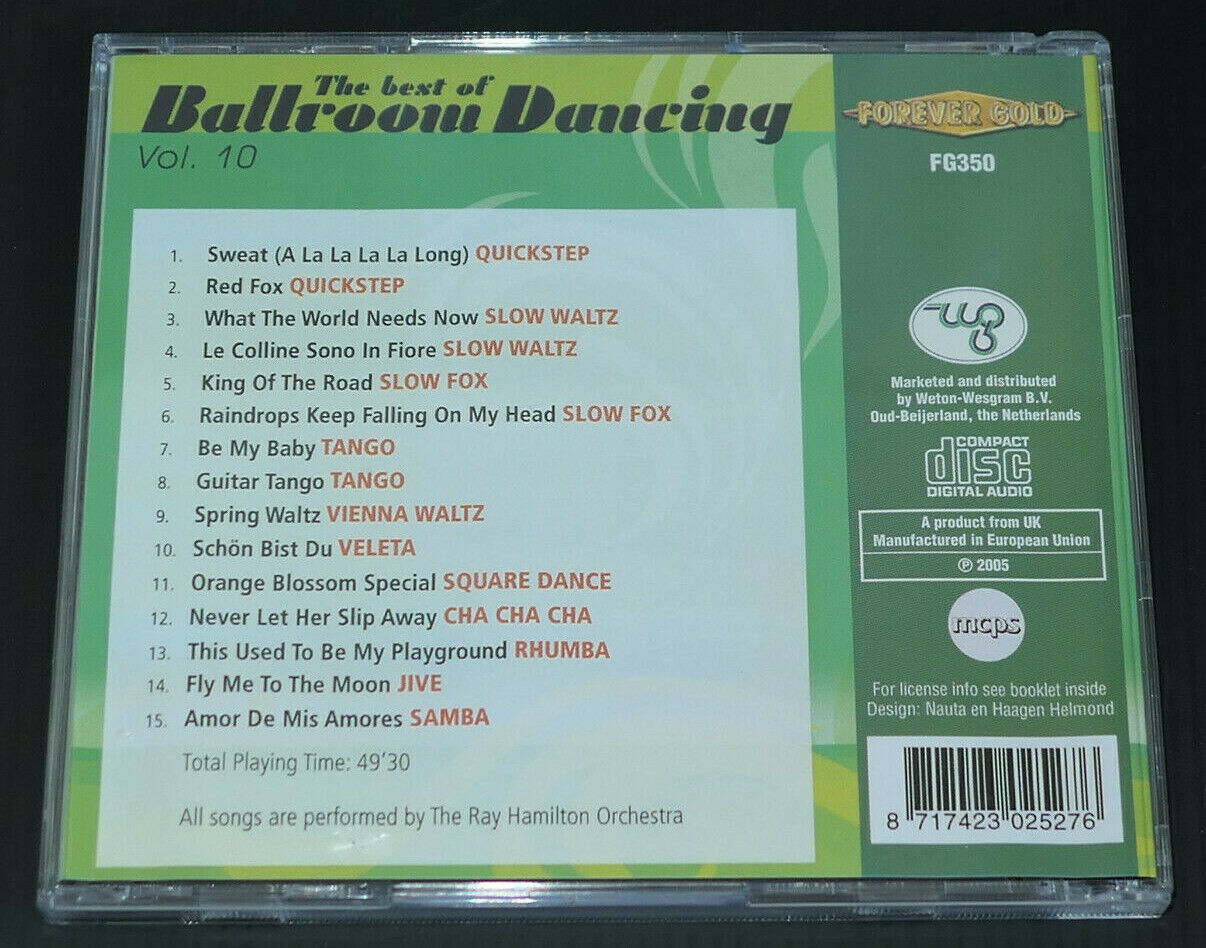 The best of
Ballroom Dancing
Vol. 10
1. Sweat (A La La La La Long) QUICKSTEP
2. Red Fox QUICKSTEP
3. What The World Needs Now SLOW WALTZ
4. Le Colline Sono In Fiore SLOW WALTZ
5. King Of The Road SLOW FOX
6. Raindrops Keep Falling On My Head SLOW FOX
7. Be My Baby TANGO
8. Guitar Tango TANGO
9. Spring Waltz VIENNA WALTZ
10. Schön Bist Du VELETA
11. Orange Blossom Special SQUARE DANCE
12. Never Let Her Slip Away CHA CHA CHA
13. This Used To Be My Playground RHUMBA
14. Fly Me To The Moon JIVE
15. Amor De Mis Amores SAMBA
Total Playing Time: 49'30
All songs are performed by The Ray Hamilton Orchestra
FOREVER GOLD
FG350
Marketed and distributed
by Weton-Wesgram B.V.
Oud-Beijerland, the Netherlands
COMPACT
disc
DIGITAL AUDIO
A product from UK
Manufactured in European Union
℗ 2005
mcps
For license info see booklet inside
Design: Nauta en Haagen Helmond
8 717423 025276